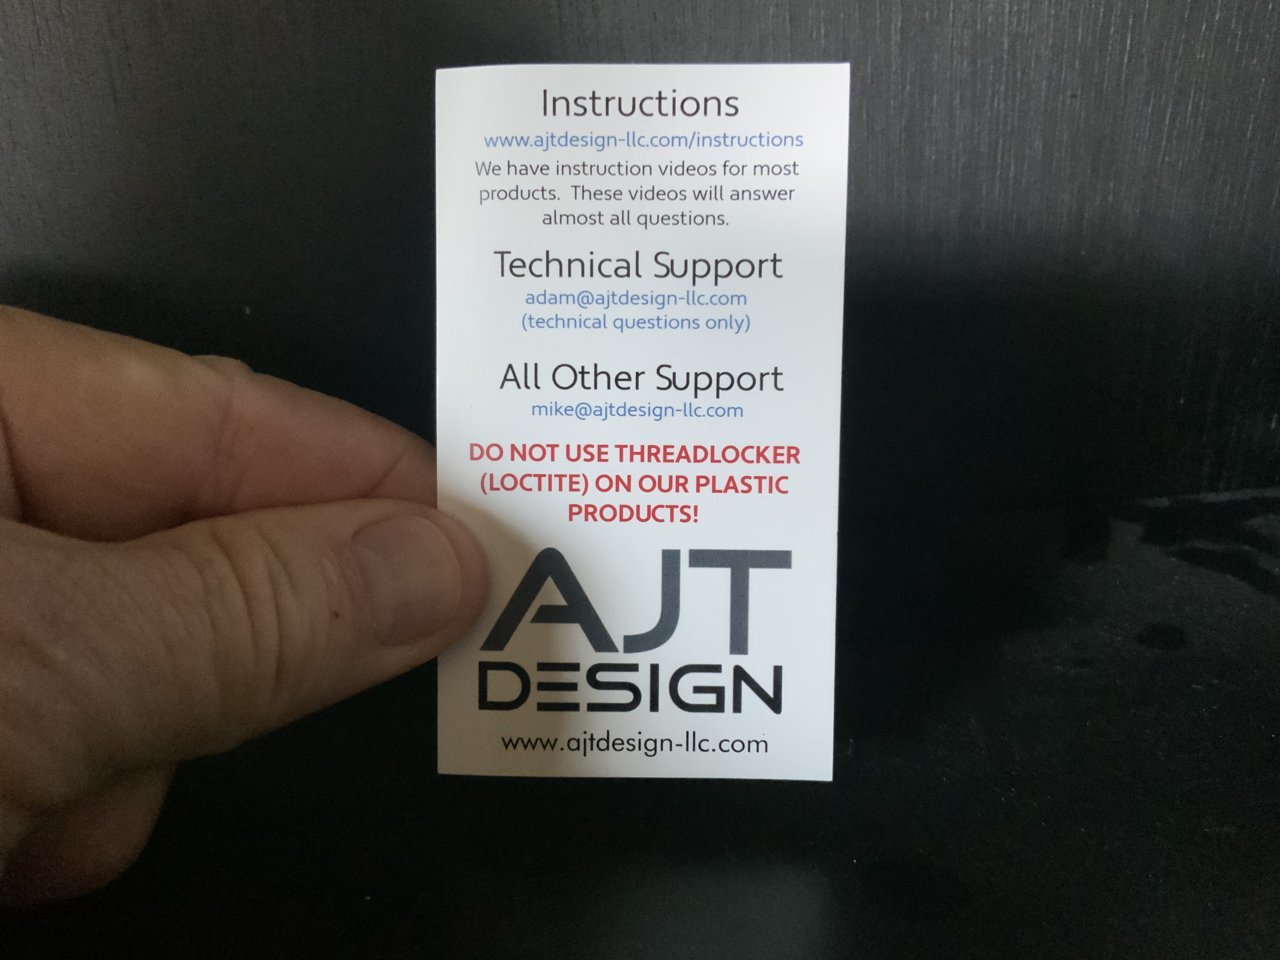 Instructions
www.ajtdesign-llc.com/instructions
We have instruction videos for most
products. These videos will answer
almost all questions.
Technical Support
adam@ajtdesign-llc.com
(technical questions only)
All Other Support
mike@ajtdesign-llc.com
DO NOT USE THREADLOCKER
(LOCTITE) ON OUR PLASTIC
PRODUCTS!
AJT
DESIGN
www.ajtdesign-llc.com